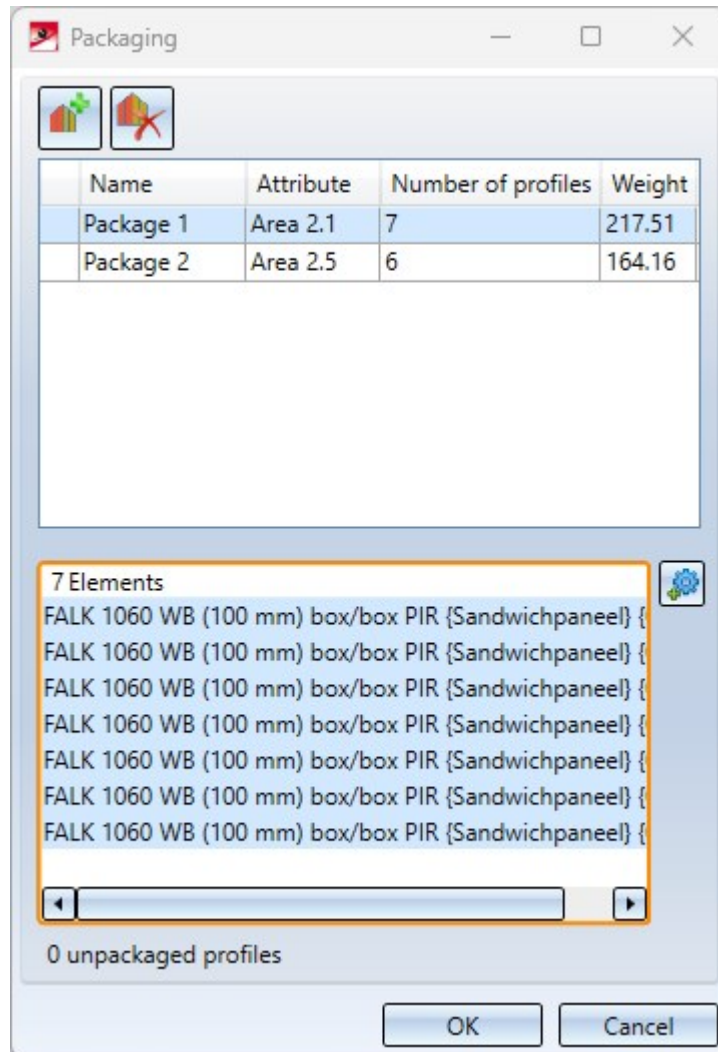 Packaging
Name Attribute Number of profiles Weight
Package 1 Area 2.1 7 217.51
Package 2 Area 2.5 6 164.16
7 Elements
FALK 1060 WB (100 mm) box/box PIR {Sandwichpaneel} {
FALK 1060 WB (100 mm) box/box PIR {Sandwichpaneel} {
FALK 1060 WB (100 mm) box/box PIR {Sandwichpaneel} {
FALK 1060 WB (100 mm) box/box PIR {Sandwichpaneel} {
FALK 1060 WB (100 mm) box/box PIR {Sandwichpaneel} {
FALK 1060 WB (100 mm) box/box PIR {Sandwichpaneel} {
FALK 1060 WB (100 mm) box/box PIR {Sandwichpaneel} {
0 unpackaged profiles
OK Cancel